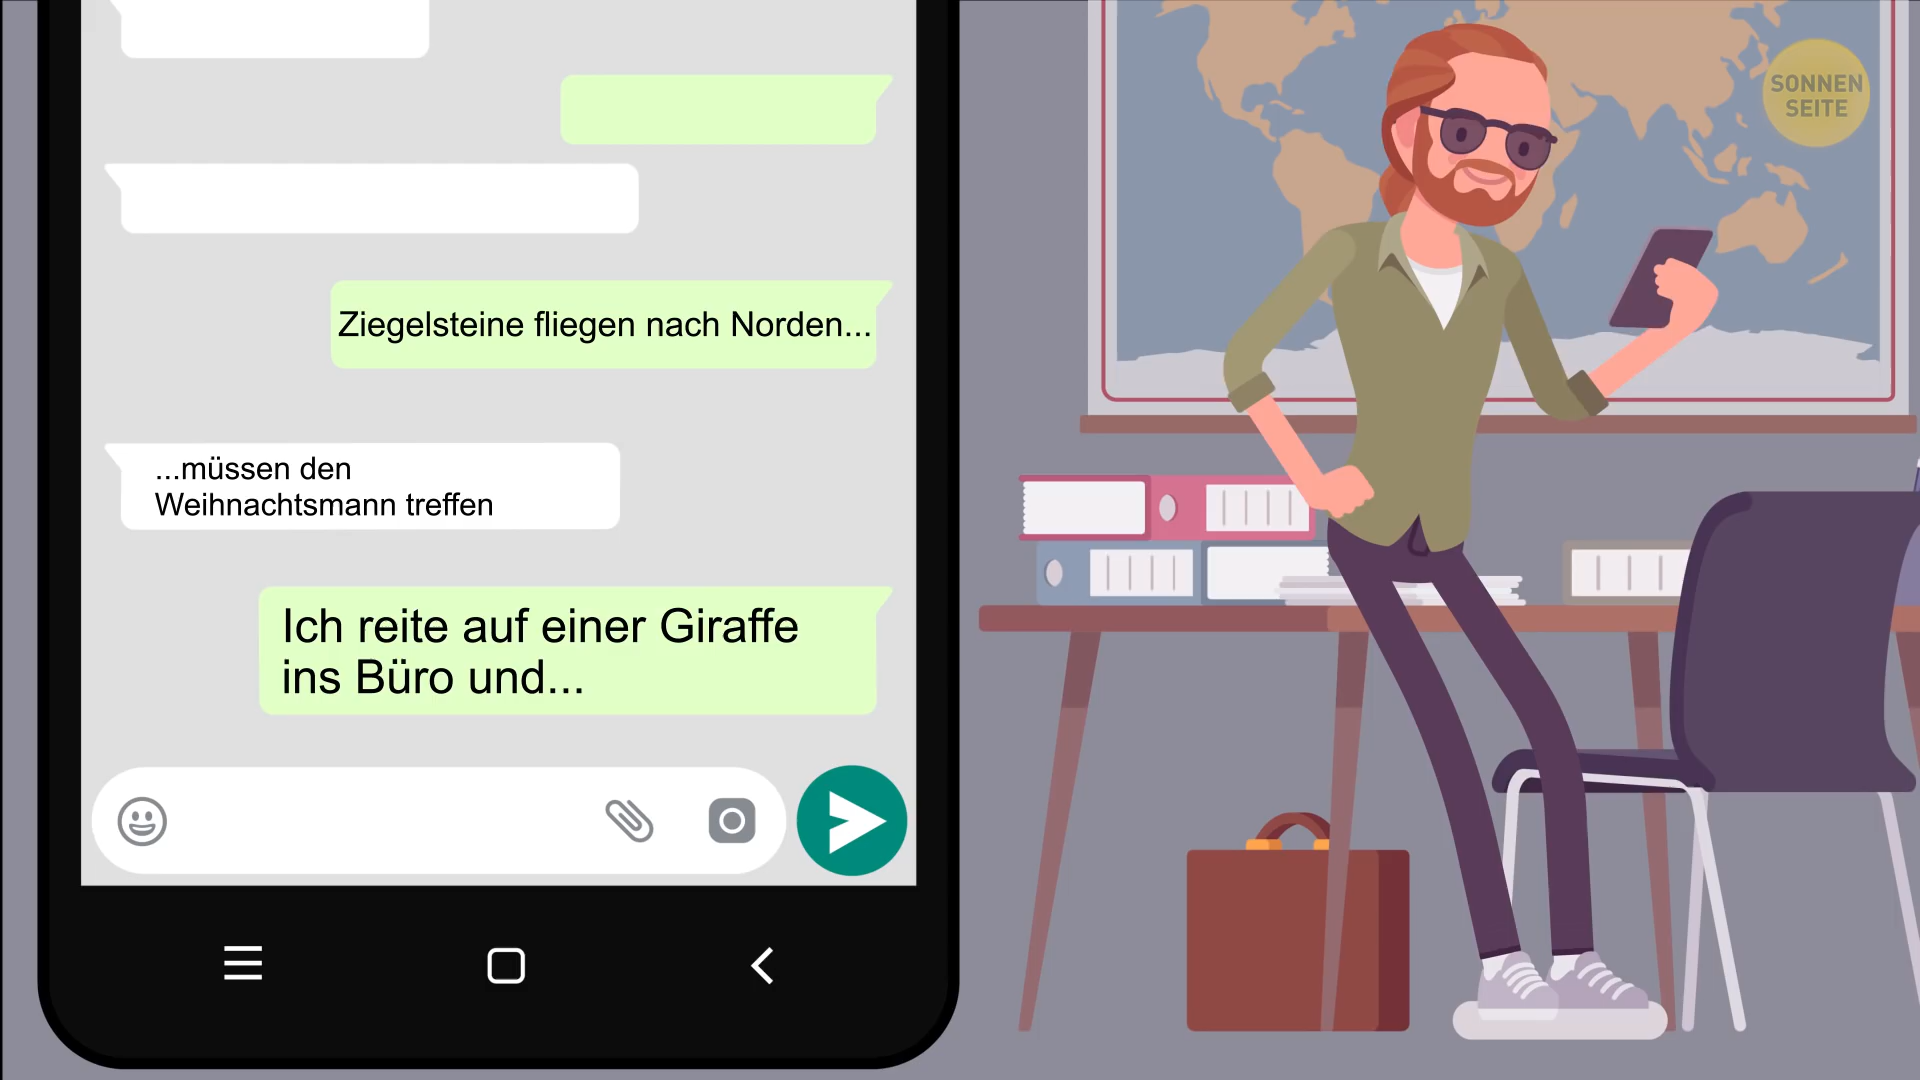 SONNEN
SEITE
Ziegelsteine fliegen nach Norden...
...müssen den
Weihnachtsmann treffen
Ich reite auf einer Giraffe
ins Büro und...